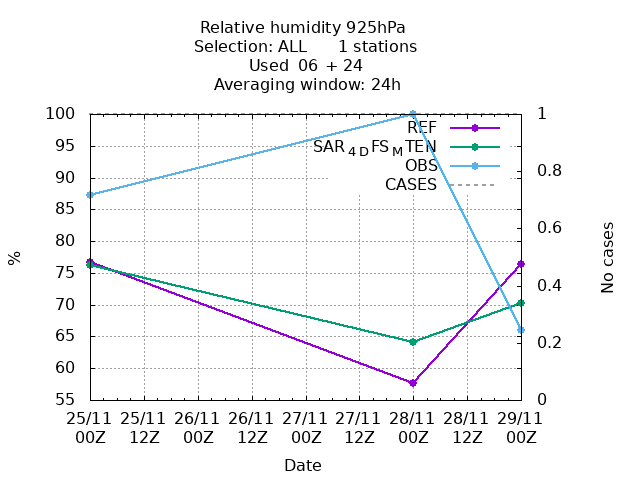 Relative humidity 925hPa
Selection: ALL 1 stations
Used 06 + 24
Averaging window: 24h
REF
SAR4DFSMTEN
OBS
CASES
100
95
90
85
80
75
70
65
60
55
1
0.8
0.6
0.4
0.2
0
%
No cases
25/11 25/11 26/11 26/11 27/11 27/11 28/11 28/11 29/11
00Z 12Z 00Z 12Z 00Z 12Z 00Z 12Z 00Z
Date